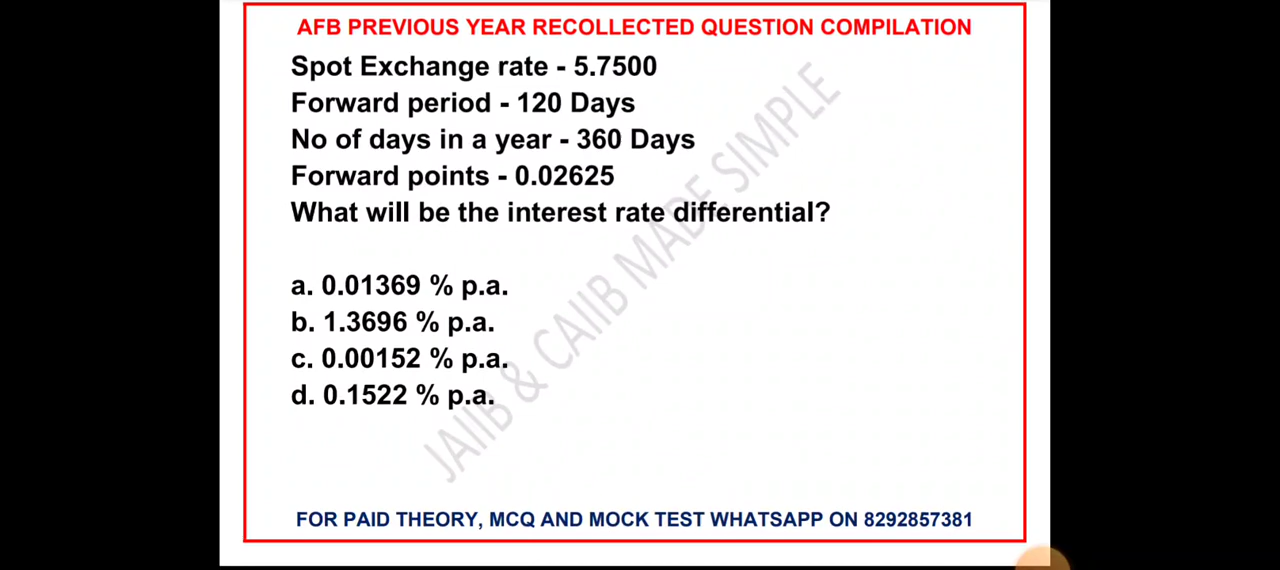 AFB PREVIOUS YEAR RECOLLECTED QUESTION COMPILATION
Spot Exchange rate - 5.7500
Forward period - 120 Days
No of days in a year - 360 Days
Forward points - 0.02625
What will be the interest rate differential?
a. 0.01369 % p.a.
b. 1.3696 % p.a.
c. 0.00152 % p.a.
d. 0.1522 % p.a.
JAIIB & CAIIB MADE SIMPLE
FOR PAID THEORY, MCQ AND MOCK TEST WHATSAPP ON 8292857381